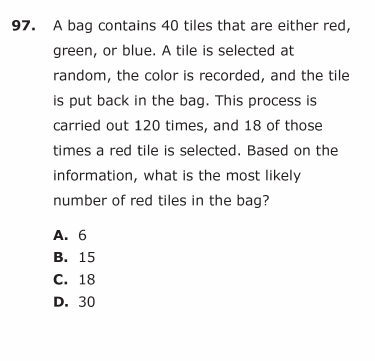 97. A bag contains 40 tiles that are either red,
green, or blue. A tile is selected at
random, the color is recorded, and the tile
is put back in the bag. This process is
carried out 120 times, and 18 of those
times a red tile is selected. Based on the
information, what is the most likely
number of red tiles in the bag?
A. 6
B. 15
C. 18
D. 30